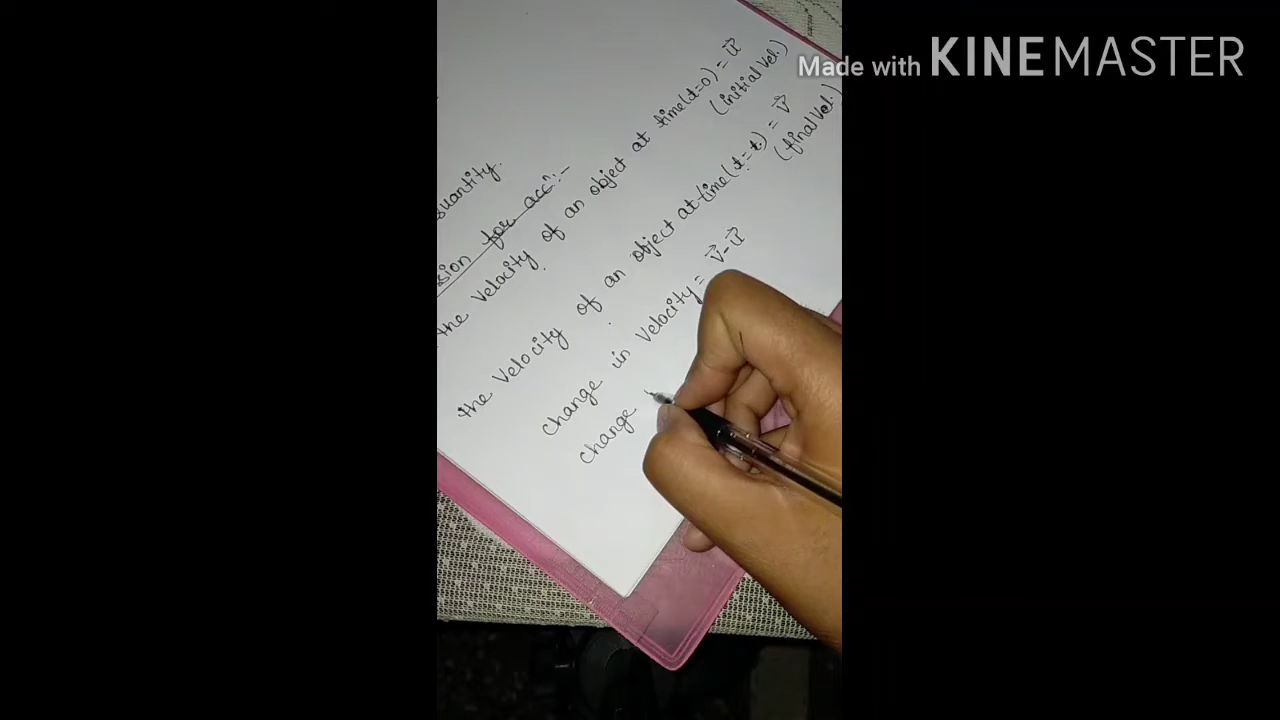 Made with KINEMASTER
quantity.
sion for accⁿ:-
the velocity of an object at time(t=0) = u⃗
(initial vel.)
the velocity of an object at time(t=t) = v⃗
(final vel.)
change in velocity = v⃗-u⃗
change